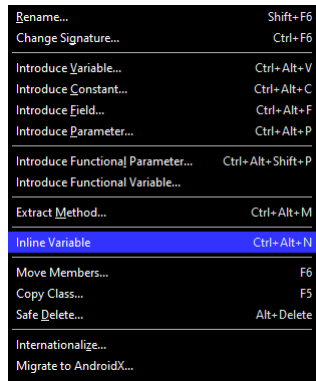 Rename... Shift+F6
Change Signature... Ctrl+F6
Introduce Variable... Ctrl+Alt+V
Introduce Constant... Ctrl+Alt+C
Introduce Field... Ctrl+Alt+F
Introduce Parameter... Ctrl+Alt+P
Introduce Functional Parameter... Ctrl+Alt+Shift+P
Introduce Functional Variable...
Extract Method... Ctrl+Alt+M
Inline Variable Ctrl+Alt+N
Move Members... F6
Copy Class... F5
Safe Delete... Alt+Delete
Internationalize...
Migrate to AndroidX...